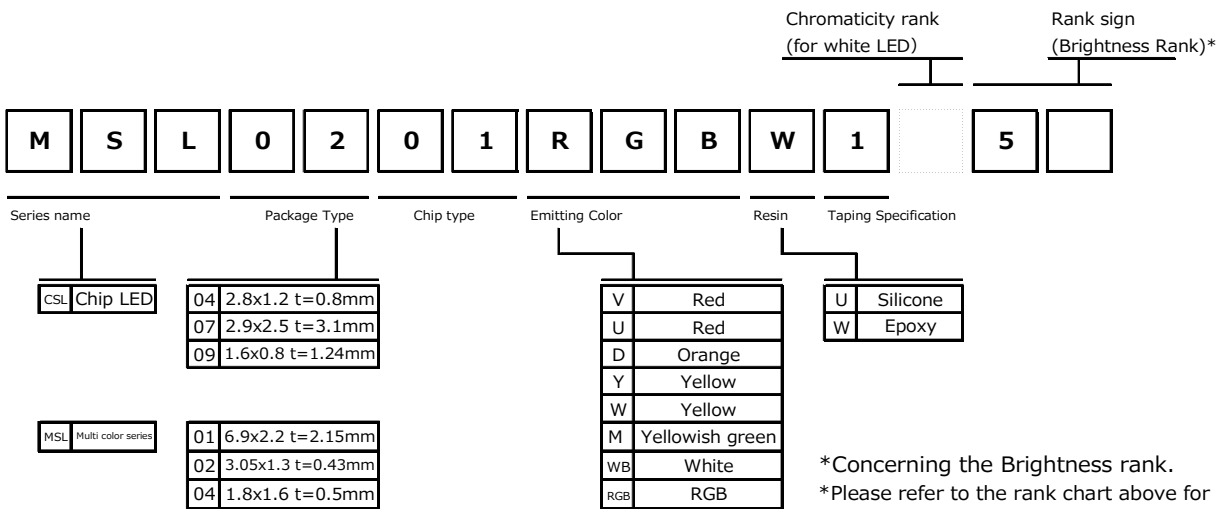 Chromaticity rank Rank sign
(for white LED) (Brightness Rank)*
M S L 0 2 0 1 R G B W 1 5
Series name Package Type Chip type Emitting Color Resin Taping Specification
CSL Chip LED 04 2.8x1.2 t=0.8mm V Red U Silicone
07 2.9x2.5 t=3.1mm U Red W Epoxy
09 1.6x0.8 t=1.24mm D Orange
Y Yellow
W Yellow
MSL Multi color series 01 6.9x2.2 t=2.15mm M Yellowish green
02 3.05x1.3 t=0.43mm WB White *Concerning the Brightness rank.
04 1.8x1.6 t=0.5mm RGB RGB *Please refer to the rank chart above for